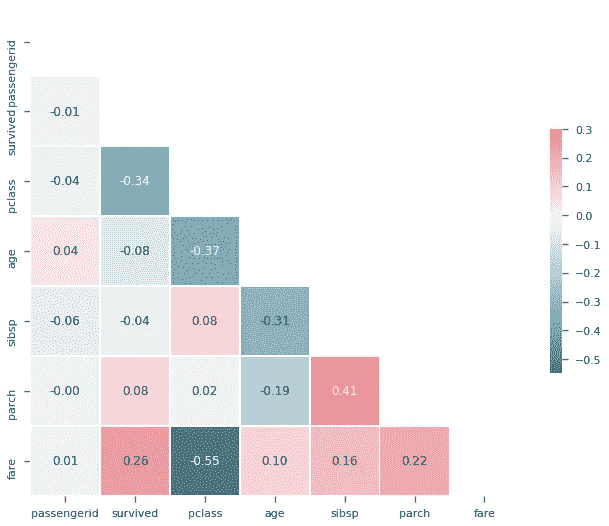 passengerid
survived
-0.01
pclass
-0.04 -0.34
age
0.04 -0.08 -0.37
sibsp
-0.06 -0.04 0.08 -0.31
parch
-0.00 0.08 0.02 -0.19 0.41
fare
0.01 0.26 -0.55 0.10 0.16 0.22
passengerid survived pclass age sibsp parch fare
0.3
0.2
0.1
0.0
−0.1
−0.2
−0.3
−0.4
−0.5